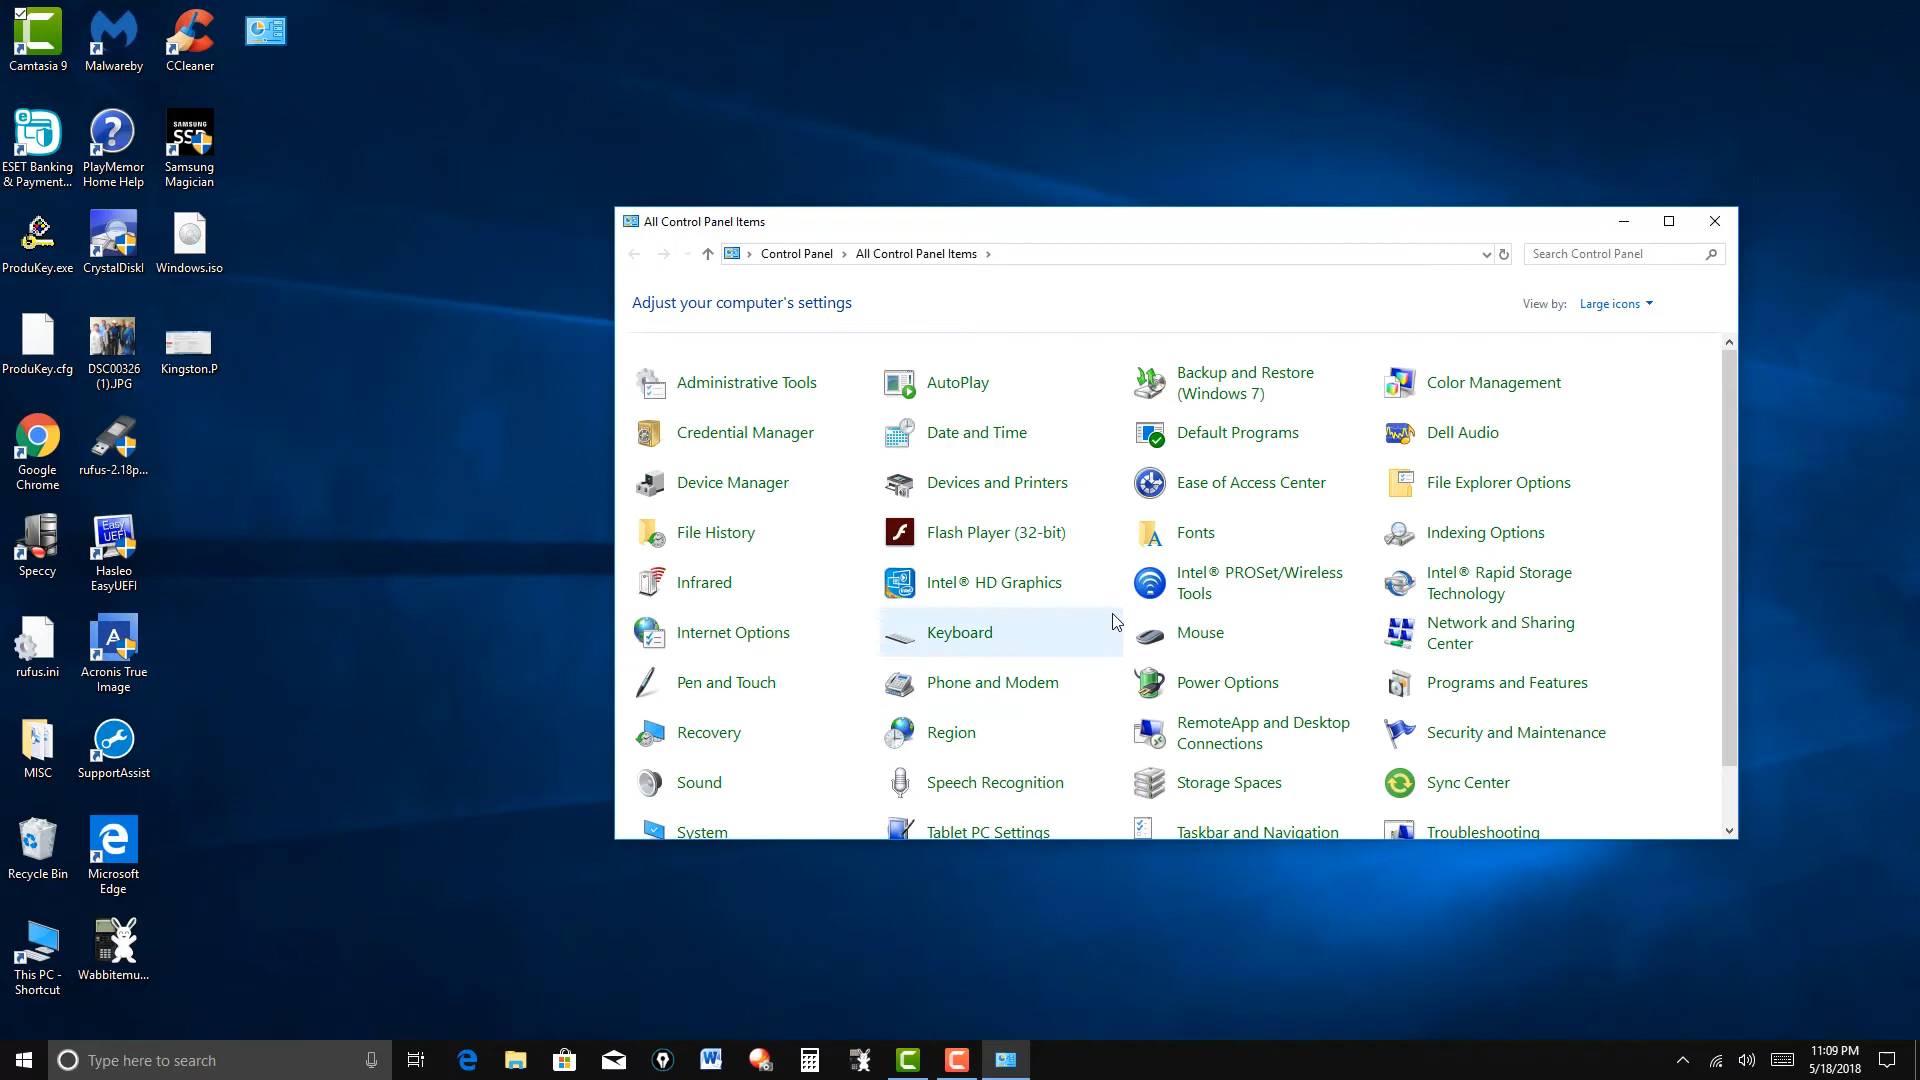 Camtasia 9
Malwareby
CCleaner
ESET Banking
& Payment...
PlayMemor
Home Help
SAMSUNG
SSD
Samsung
Magician
ProduKey.exe
CrystalDiskI
Windows.iso
ProduKey.cfg
DSC00326
(1).JPG
Kingston.P
Google
Chrome
rufus-2.18p...
Speccy
Easy
UEFI
Hasleo
EasyUEFI
rufus.ini
Acronis True
Image
MISC
SupportAssist
Recycle Bin
Microsoft
Edge
This PC -
Shortcut
Wabbitemu...
All Control Panel Items
Control Panel
All Control Panel Items
Search Control Panel
Adjust your computer's settings
View by: Large icons
Administrative Tools
AutoPlay
Backup and Restore
(Windows 7)
Color Management
Credential Manager
Date and Time
Default Programs
Dell Audio
Device Manager
Devices and Printers
Ease of Access Center
File Explorer Options
File History
Flash Player (32-bit)
Fonts
Indexing Options
Infrared
Intel® HD Graphics
Intel® PROSet/Wireless
Tools
Intel® Rapid Storage
Technology
Internet Options
Keyboard
Mouse
Network and Sharing
Center
Pen and Touch
Phone and Modem
Power Options
Programs and Features
Recovery
Region
RemoteApp and Desktop
Connections
Security and Maintenance
Sound
Speech Recognition
Storage Spaces
Sync Center
System
Tablet PC Settings
Taskbar and Navigation
Troubleshooting
Type here to search
11:09 PM
5/18/2018